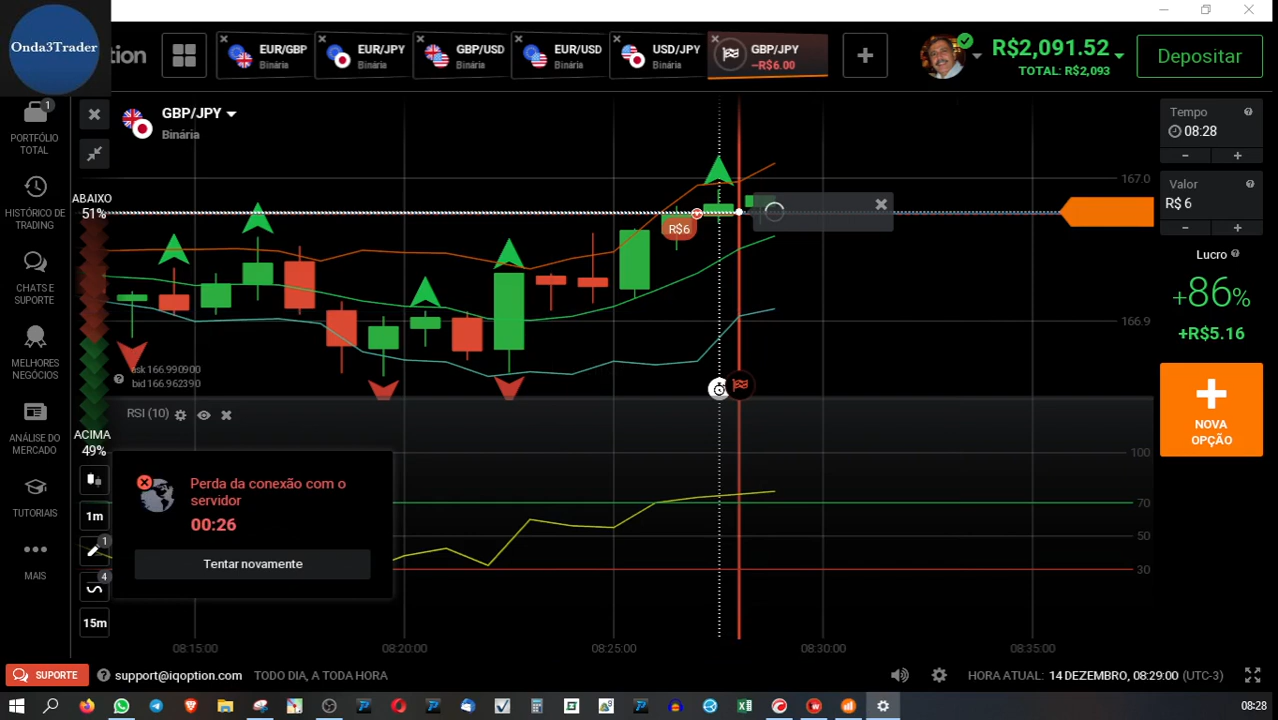 Onda3Trader
tion
EUR/GBP
Binária
EUR/JPY
Binária
GBP/USD
Binária
EUR/USD
Binária
USD/JPY
Binária
GBP/JPY
−R$6.00
R$2,091.52
TOTAL: R$2,093
Depositar
1
PORTFÓLIO
TOTAL
HISTÓRICO DE
TRADING
CHATS E
SUPORTE
MELHORES
NEGÓCIOS
ANÁLISE DO
MERCADO
TUTORIAIS
MAIS
GBP/JPY
Binária
ABAIXO
51%
ACIMA
49%
1m
1
4
15m
ask 166.990900
bid 166.962390
RSI (10)
R$6
167.0
166.9
100
70
50
30
Perda da conexão com o
servidor
00:26
Tentar novamente
08:15:00
08:20:00
08:25:00
08:30:00
08:35:00
Tempo
08:28
− +
Valor
R$ 6
− +
Lucro
+86%
+R$5.16
NOVA
OPÇÃO
SUPORTE
support@iqoption.com
TODO DIA, A TODA HORA
HORA ATUAL: 14 DEZEMBRO, 08:29:00 (UTC-3)
08:28